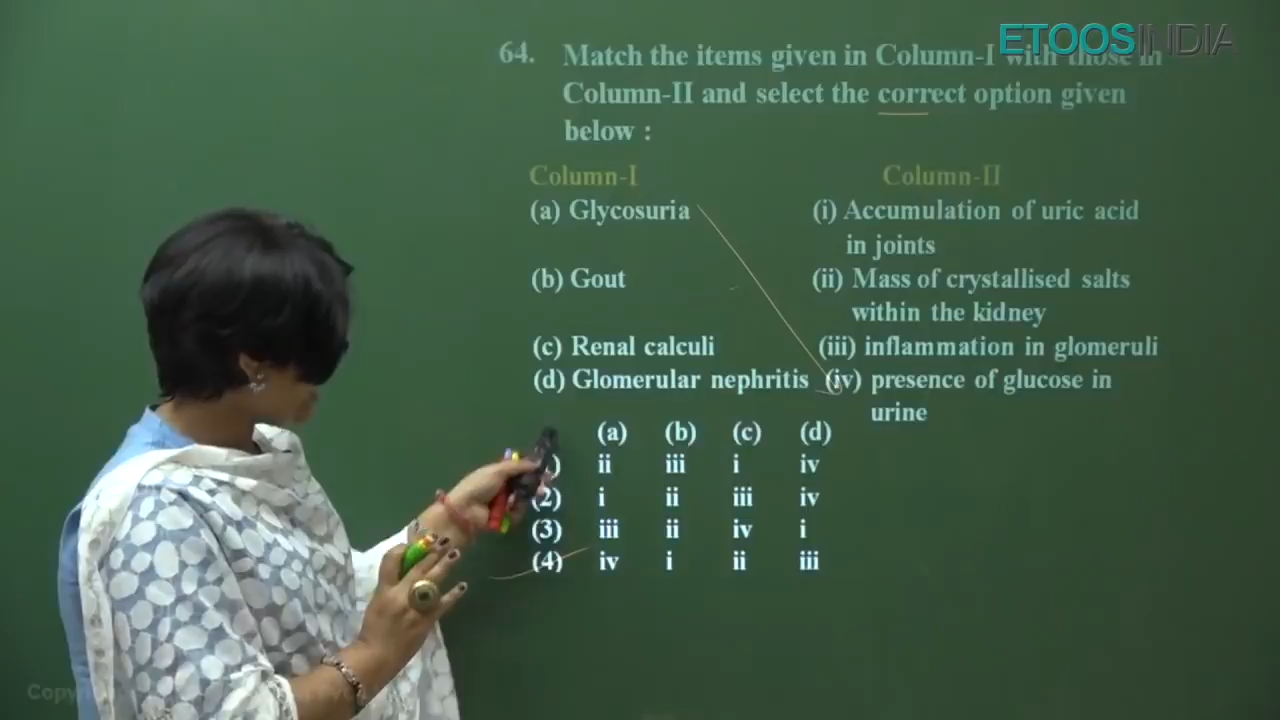 ETOOSINDIA
64. Match the items given in Column-I with those in
Column-II and select the correct option given
below :
Column-I Column-II
(a) Glycosuria (i) Accumulation of uric acid
in joints
(b) Gout (ii) Mass of crystallised salts
within the kidney
(c) Renal calculi (iii) inflammation in glomeruli
(d) Glomerular nephritis (iv) presence of glucose in
urine
(a) (b) (c) (d)
ii iii i iv
(2) i ii iii iv
(3) iii ii iv i
(4) iv i ii iii